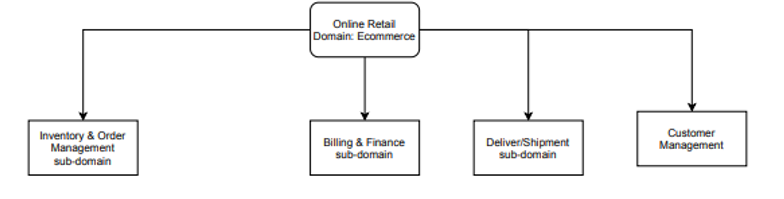 Online Retail
Domain: Ecommerce
Inventory & Order
Management
sub-domain
Billing & Finance
sub-domain
Deliver/Shipment
sub-domain
Customer
Management